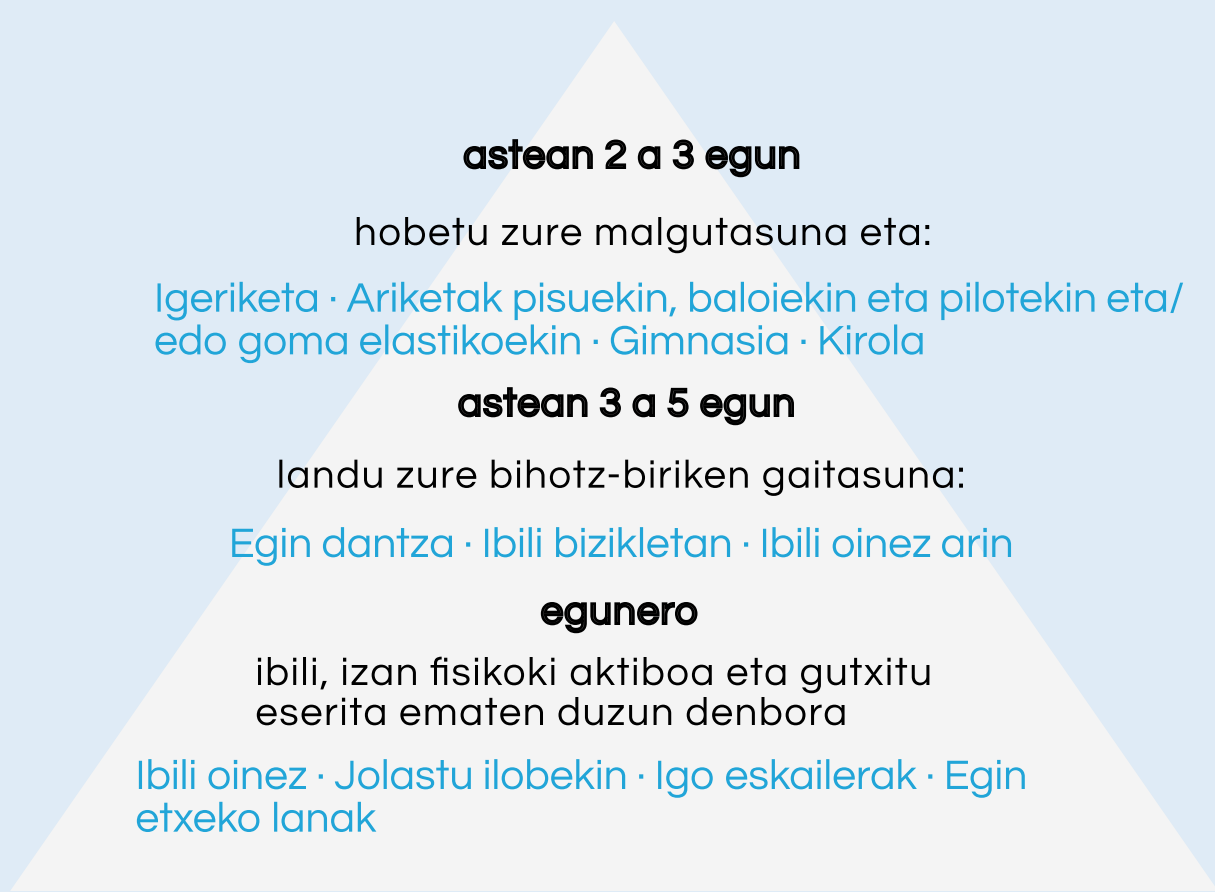 astean 2 a 3 egun
hobetu zure malgutasuna eta:
Igeriketa · Ariketak pisuekin, baloiekin eta pilotekin eta/
edo goma elastikoekin · Gimnasia · Kirola
astean 3 a 5 egun
landu zure bihotz-biriken gaitasuna:
Egin dantza · Ibili bizikletan · Ibili oinez arin
egunero
ibili, izan fisikoki aktiboa eta gutxitu
eserita ematen duzun denbora
Ibili oinez · Jolastu ilobekin · Igo eskailerak · Egin
etxeko lanak